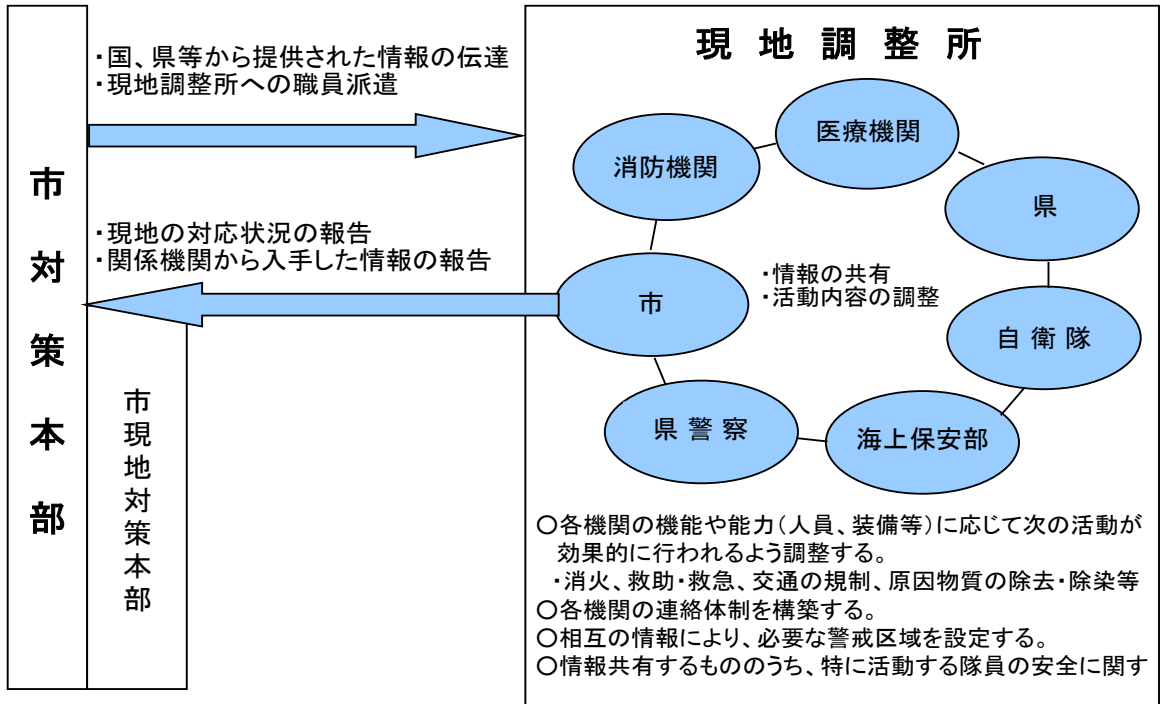 市対策本部
・国、県等から提供された情報の伝達
・現地調整所への職員派遣
・現地の対応状況の報告
・関係機関から入手した情報の報告
市現地対策本部
現地調整所
医療機関
消防機関
県
市
・情報の共有
・活動内容の調整
自衛隊
県警察
海上保安部
○各機関の機能や能力(人員、装備等)に応じて次の活動が
効果的に行われるよう調整する。
・消火、救助・救急、交通の規制、原因物質の除去・除染等
○各機関の連絡体制を構築する。
○相互の情報により、必要な警戒区域を設定する。
○情報共有するもののうち、特に活動する隊員の安全に関す